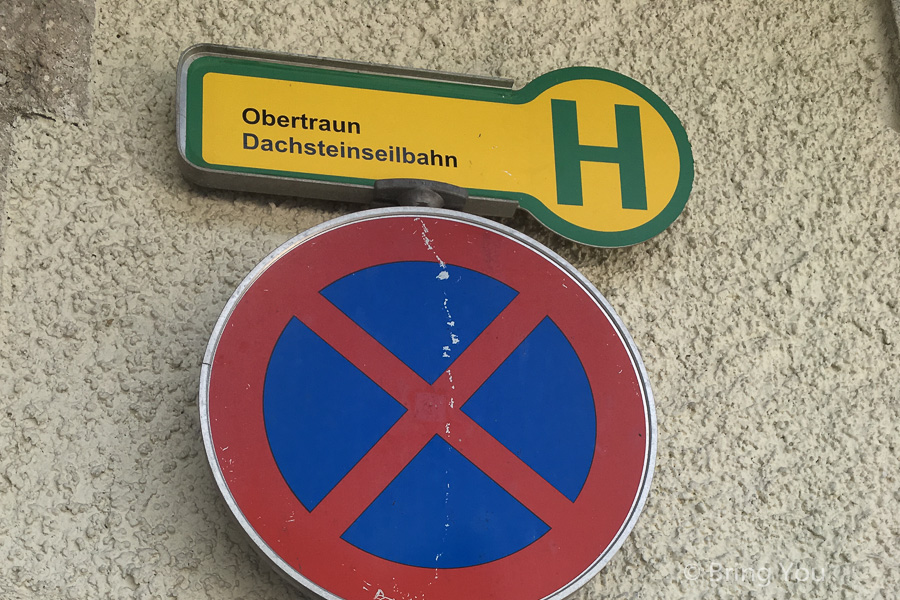 Obertraun
Dachsteinseilbahn
H
© Bring You